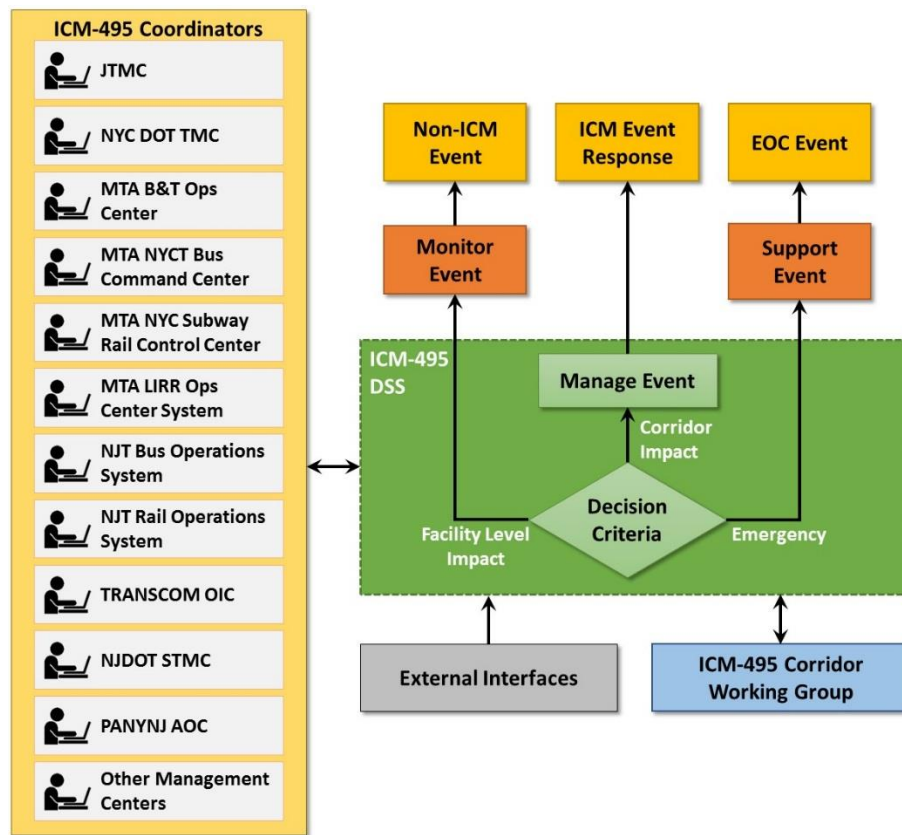 ICM-495 Coordinators
JTMC
NYC DOT TMC
MTA B&T Ops
Center
MTA NYCT Bus
Command Center
MTA NYC Subway
Rail Control Center
MTA LIRR Ops
Center System
NJT Bus Operations
System
NJT Rail Operations
System
TRANSCOM OIC
NJDOT STMC
PANYNJ AOC
Other Management
Centers
Non-ICM
Event
ICM Event
Response
EOC Event
Monitor
Event
Support
Event
ICM-495
DSS
Manage Event
Corridor
Impact
Decision
Criteria
Facility Level
Impact
Emergency
External Interfaces
ICM-495 Corridor
Working Group